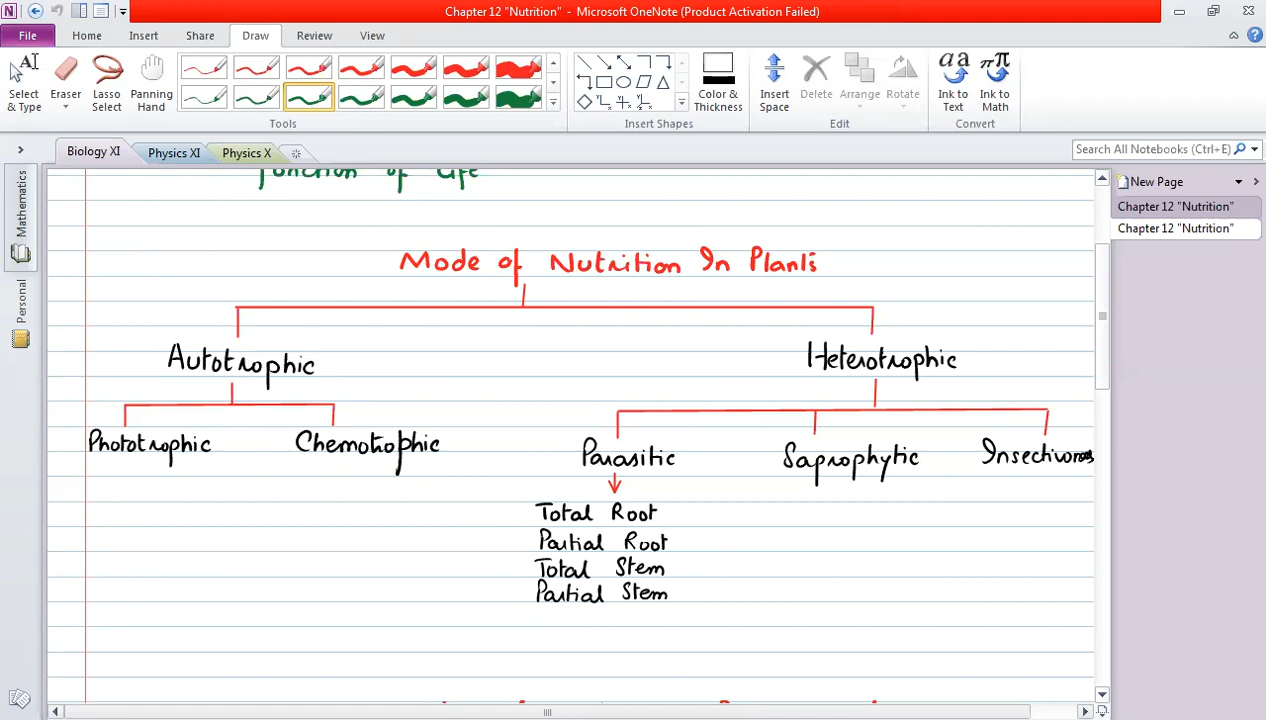 Chapter 12 "Nutrition" - Microsoft OneNote (Product Activation Failed)
File Home Insert Share Draw Review View
Select & Type
Eraser
Lasso Select
Panning Hand
Color & Thickness
Insert Space
Delete
Arrange
Rotate
Ink to Text
Ink to Math
Tools Insert Shapes Edit Convert
Biology XI Physics XI Physics X
Search All Notebooks (Ctrl+E)
Mathematics
Personal
New Page
Chapter 12 "Nutrition"
Chapter 12 "Nutrition"
function of life
Mode of Nutrition In Plants
Autotrophic Heterotrophic
Phototrophic Chemotrophic Parasitic Saprophytic Insectivorous
Total Root
Partial Root
Total Stem
Partial Stem